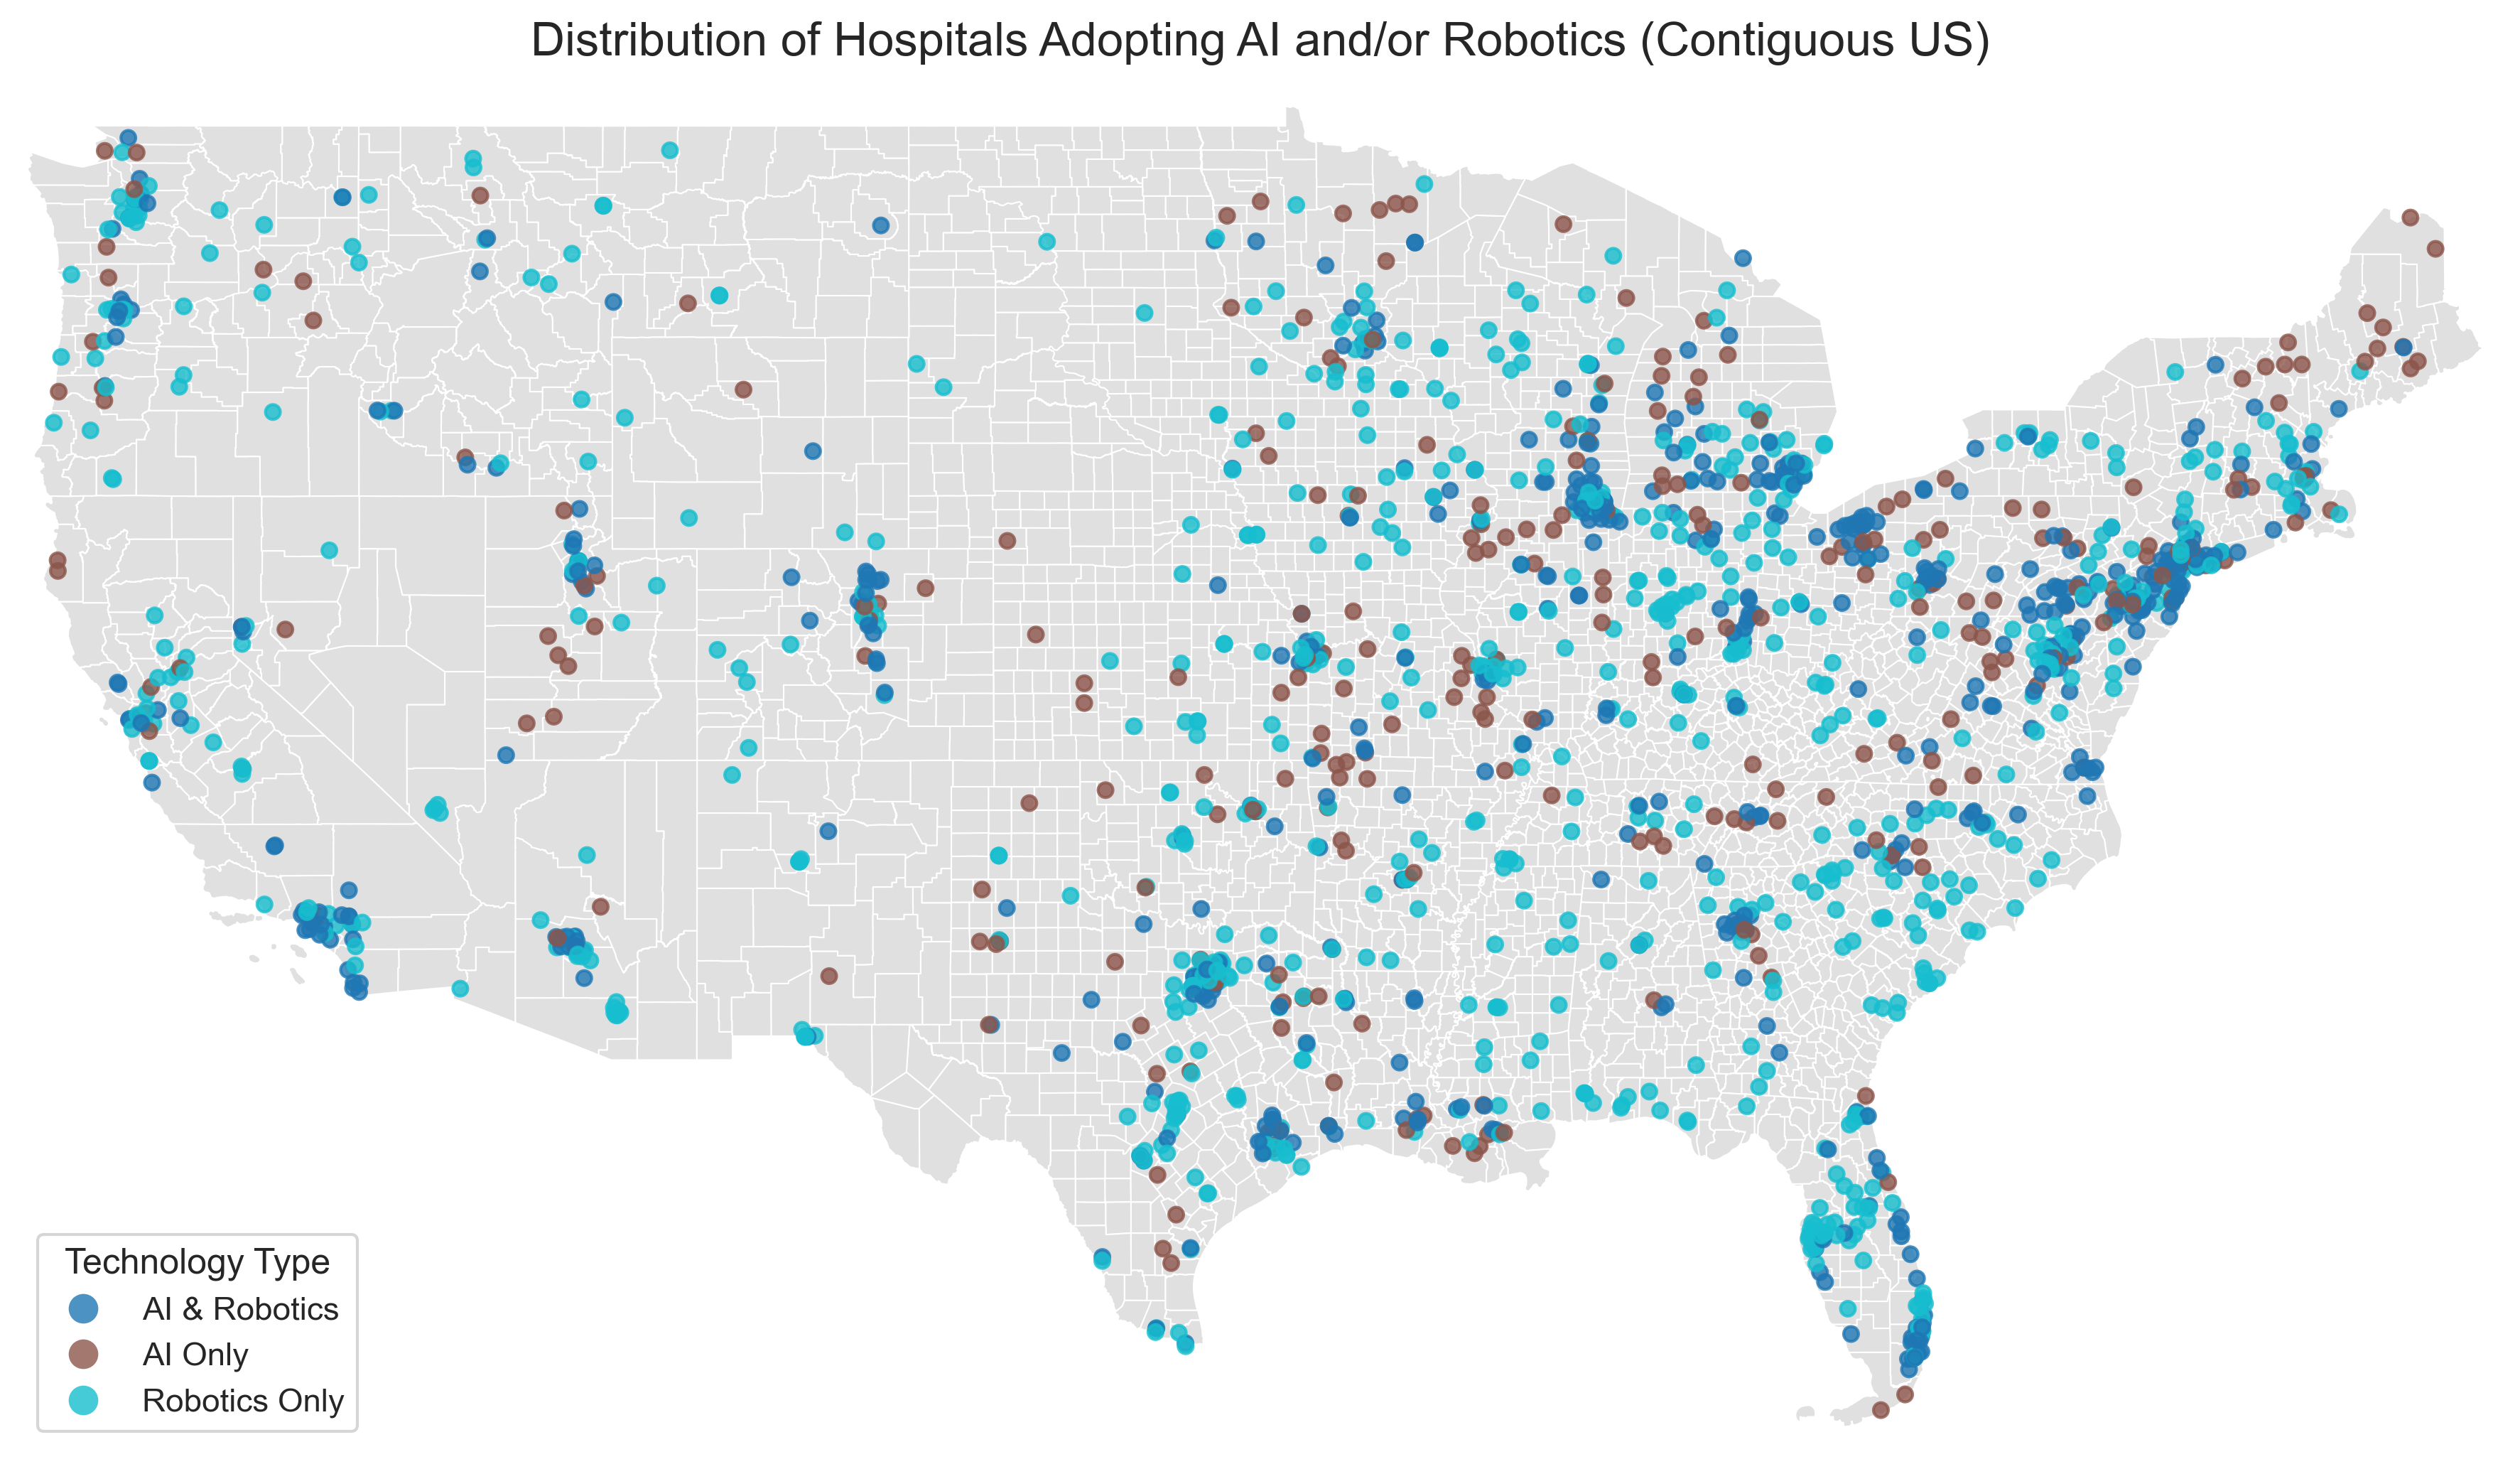 Distribution of Hospitals Adopting AI and/or Robotics (Contiguous US)
Technology Type
AI & Robotics
AI Only
Robotics Only